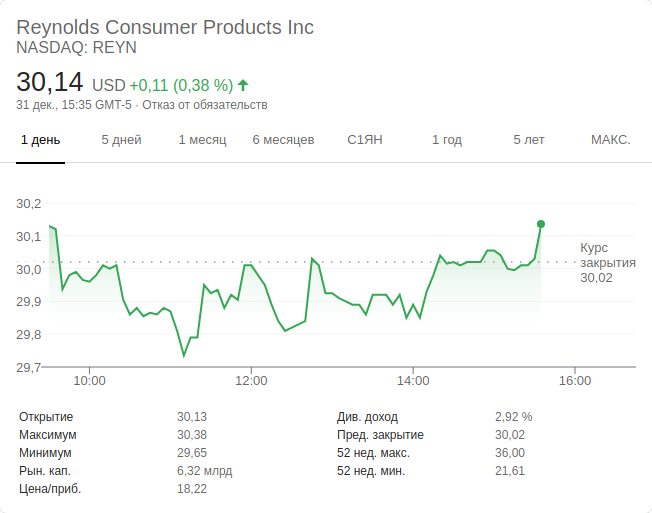 Reynolds Consumer Products Inc
NASDAQ: REYN
30,14 USD +0,11 (0,38 %)
31 дек., 15:35 GMT-5 · Отказ от обязательств
1 день 5 дней 1 месяц 6 месяцев С1ЯН 1 год 5 лет МАКС.
30,2
30,1
30,0
29,9
29,8
29,7
Курс
закрытия
30,02
10:00 12:00 14:00 16:00
Открытие 30,13
Максимум 30,38
Минимум 29,65
Рын. кап. 6,32 млрд
Цена/приб. 18,22
Див. доход 2,92 %
Пред. закрытие 30,02
52 нед. макс. 36,00
52 нед. мин. 21,61